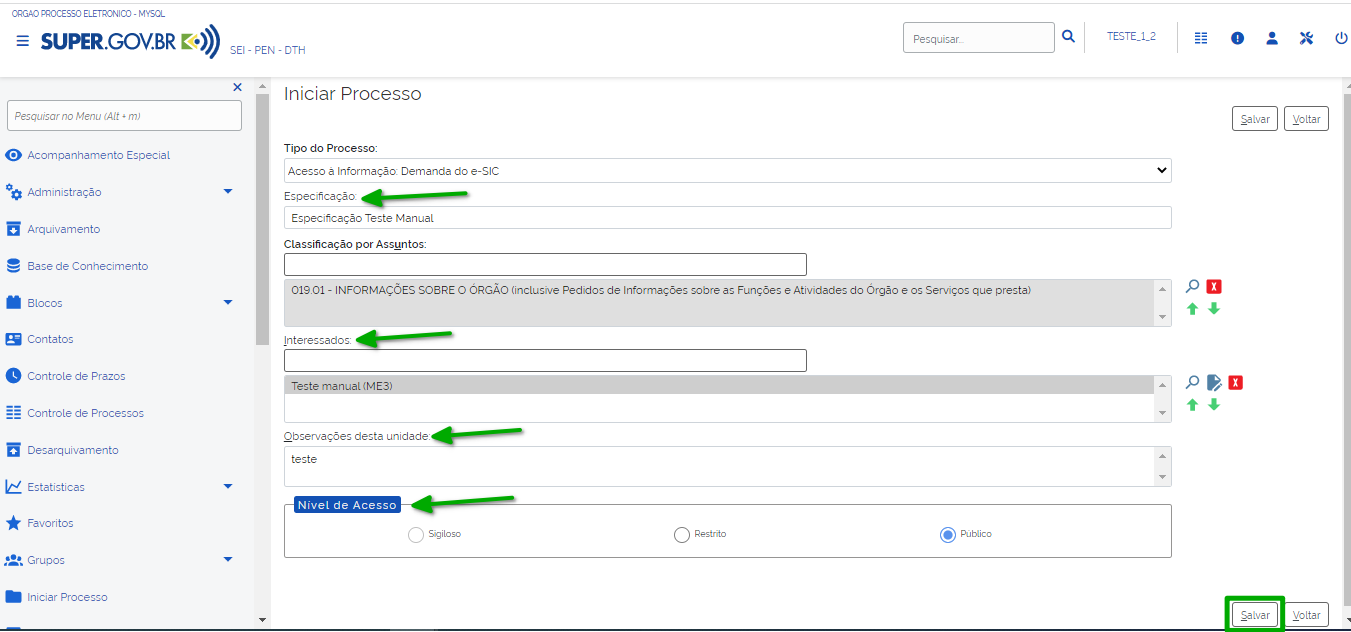 ORGAO PROCESSO ELETRONICO - MYSQL
SUPER.GOV.BR
SEI - PEN - DTH
Pesquisar...
TESTE_1_2
Pesquisar no Menu (Alt + m)
Acompanhamento Especial
Administração
Arquivamento
Base de Conhecimento
Blocos
Contatos
Controle de Prazos
Controle de Processos
Desarquivamento
Estatísticas
Favoritos
Grupos
Iniciar Processo
Iniciar Processo
Salvar Voltar
Tipo do Processo:
Acesso à Informação: Demanda do e-SIC
Especificação:
Especificação Teste Manual
Classificação por Assuntos:
019.01 - INFORMAÇÕES SOBRE O ÓRGÃO (inclusive Pedidos de Informações sobre as Funções e Atividades do Órgão e os Serviços que presta)
X
Interessados:
Teste manual (ME3)
X
Observações desta unidade:
teste
Nível de Acesso
Sigiloso Restrito Público
Salvar Voltar